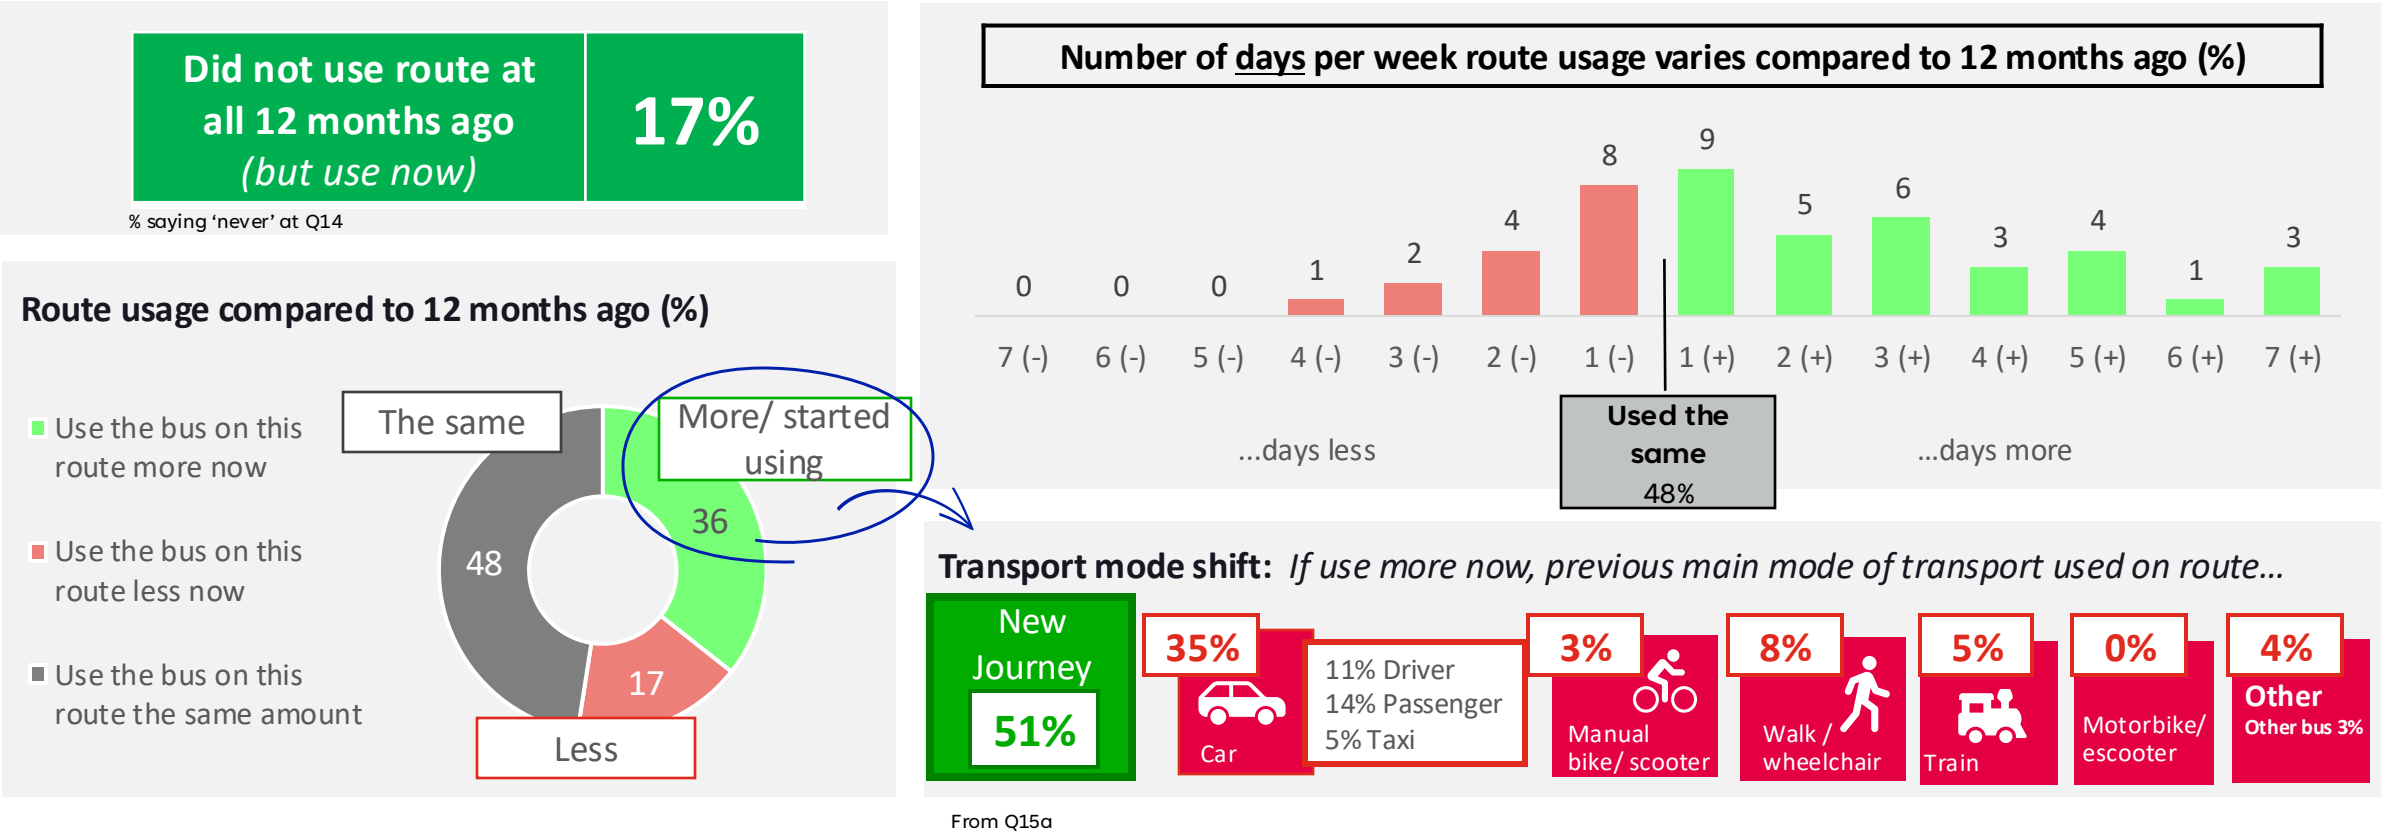 Did not use route at
all 12 months ago
(but use now)
17%
% saying ‘never’ at Q14
Route usage compared to 12 months ago (%)
Use the bus on this
route more now
Use the bus on this
route less now
Use the bus on this
route the same amount
The same
More/ started
using
36
48
17
Less
Number of days per week route usage varies compared to 12 months ago (%)
0 0 0 1 2 4 8 9 5 6 3 4 1 3
7 (-) 6 (-) 5 (-) 4 (-) 3 (-) 2 (-) 1 (-) 1 (+) 2 (+) 3 (+) 4 (+) 5 (+) 6 (+) 7 (+)
...days less
Used the
same
48%
...days more
Transport mode shift: If use more now, previous main mode of transport used on route...
New
Journey
51%
35%
Car
11% Driver
14% Passenger
5% Taxi
3%
Manual
bike/ scooter
8%
Walk /
wheelchair
5%
Train
0%
Motorbike/
escooter
4%
Other
Other bus 3%
From Q15a